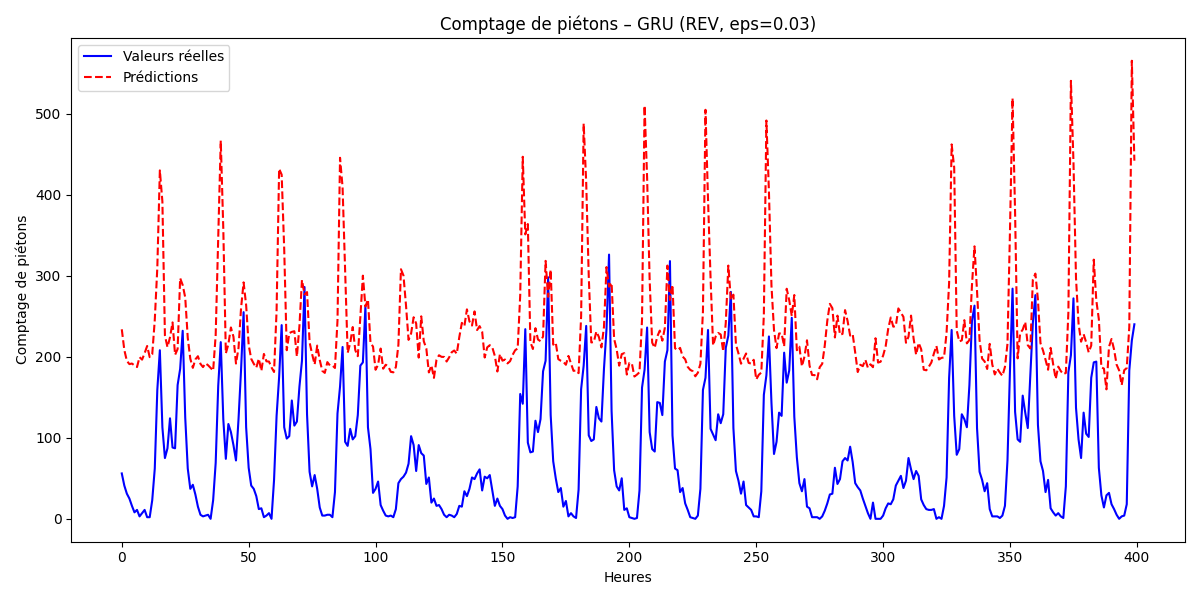 Comptage de piétons – GRU (REV, eps=0.03)
Valeurs réelles
Prédictions
Comptage de piétons
500
400
300
200
100
0
0 50 100 150 200 250 300 350 400
Heures